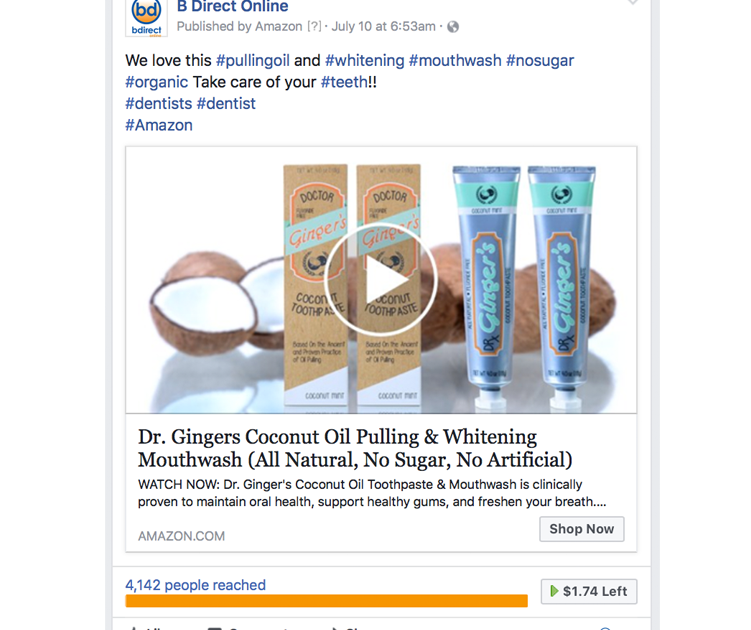 bd
bdirect
B Direct Online
Published by Amazon [?] · July 10 at 6:53am ·
We love this #pullingoil and #whitening #mouthwash #nosugar
#organic Take care of your #teeth!!
#dentists #dentist
#Amazon
DOCTOR
Ginger's
COCONUT
TOOTHPASTE
Based On the Ancient
and Proven Practice
of Oil Pulling
COCONUT MINT
DOCTOR
Ginger's
COCONUT
TOOTHPASTE
Based On the Ancient
and Proven Practice
of Oil Pulling
COCONUT MINT
COCONUT MINT
DR. Ginger's
COCONUT TOOTHPASTE
COCONUT MINT
DR. Ginger's
COCONUT TOOTHPASTE
Dr. Gingers Coconut Oil Pulling & Whitening
Mouthwash (All Natural, No Sugar, No Artificial)
WATCH NOW: Dr. Ginger's Coconut Oil Toothpaste & Mouthwash is clinically
proven to maintain oral health, support healthy gums, and freshen your breath....
AMAZON.COM
Shop Now
4,142 people reached
$1.74 Left